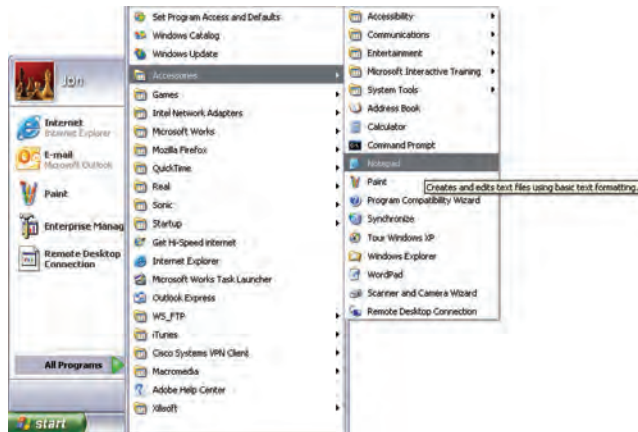 Jon
Internet
Internet Explorer
E-mail
Microsoft Outlook
Paint
Enterprise Manag
Remote Desktop
Connection
All Programs
start
Set Program Access and Defaults
Windows Catalog
Windows Update
Accessories
Games
Intel Network Adapters
Microsoft Works
Mozilla Firefox
QuickTime
Real
Sonic
Startup
Get Hi-Speed internet
Internet Explorer
Microsoft Works Task Launcher
Outlook Express
WS_FTP
iTunes
Cisco Systems VPN Client
Macromedia
Adobe Help Center
Xilisoft
Accessibility
Communications
Entertainment
Microsoft Interactive Training
System Tools
Address Book
Calculator
Command Prompt
Notepad
Paint
Creates and edits text files using basic text formatting.
Program Compatibility Wizard
Synchronize
Tour Windows XP
Windows Explorer
WordPad
Scanner and Camera Wizard
Remote Desktop Connection